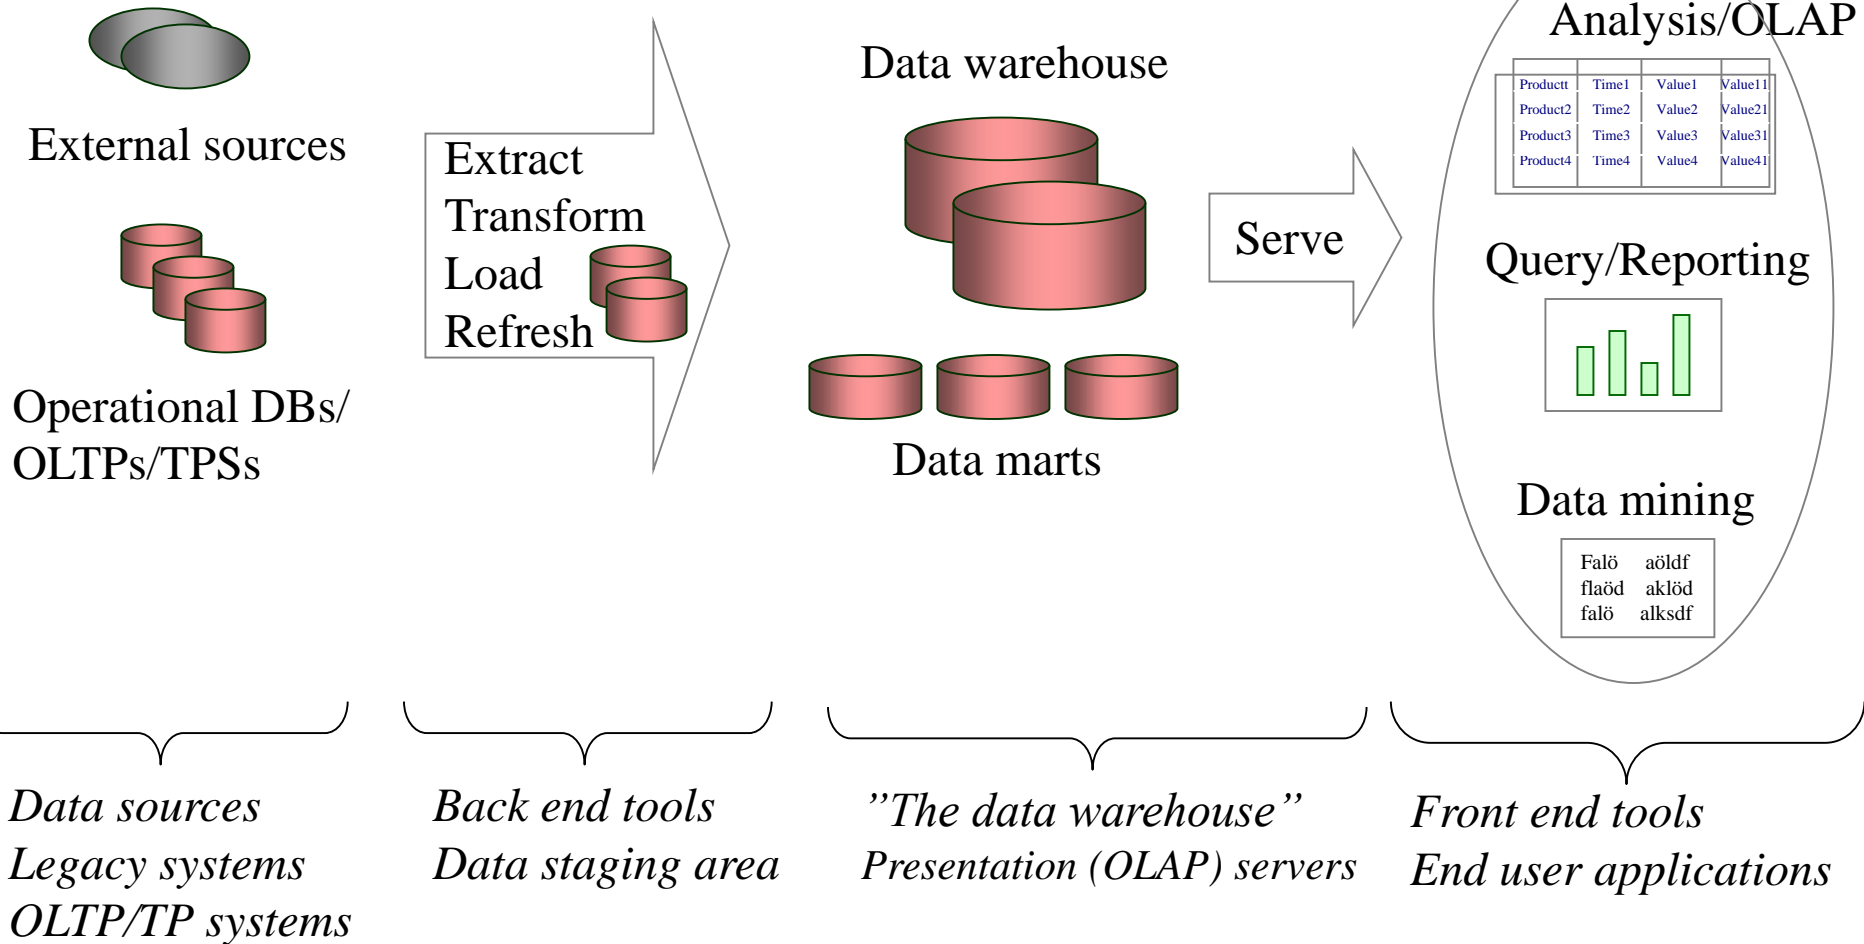 External sources
Operational DBs/
OLTPs/TPSs
Extract
Transform
Load
Refresh
Data warehouse
Data marts
Serve
Analysis/OLAP
Productt Time1 Value1 Value11
Product2 Time2 Value2 Value21
Product3 Time3 Value3 Value31
Product4 Time4 Value4 Value41
Query/Reporting
Data mining
Falö aöldf
flaöd aklöd
falö alksdf
Data sources
Legacy systems
OLTP/TP systems
Back end tools
Data staging area
”The data warehouse”
Presentation (OLAP) servers
Front end tools
End user applications